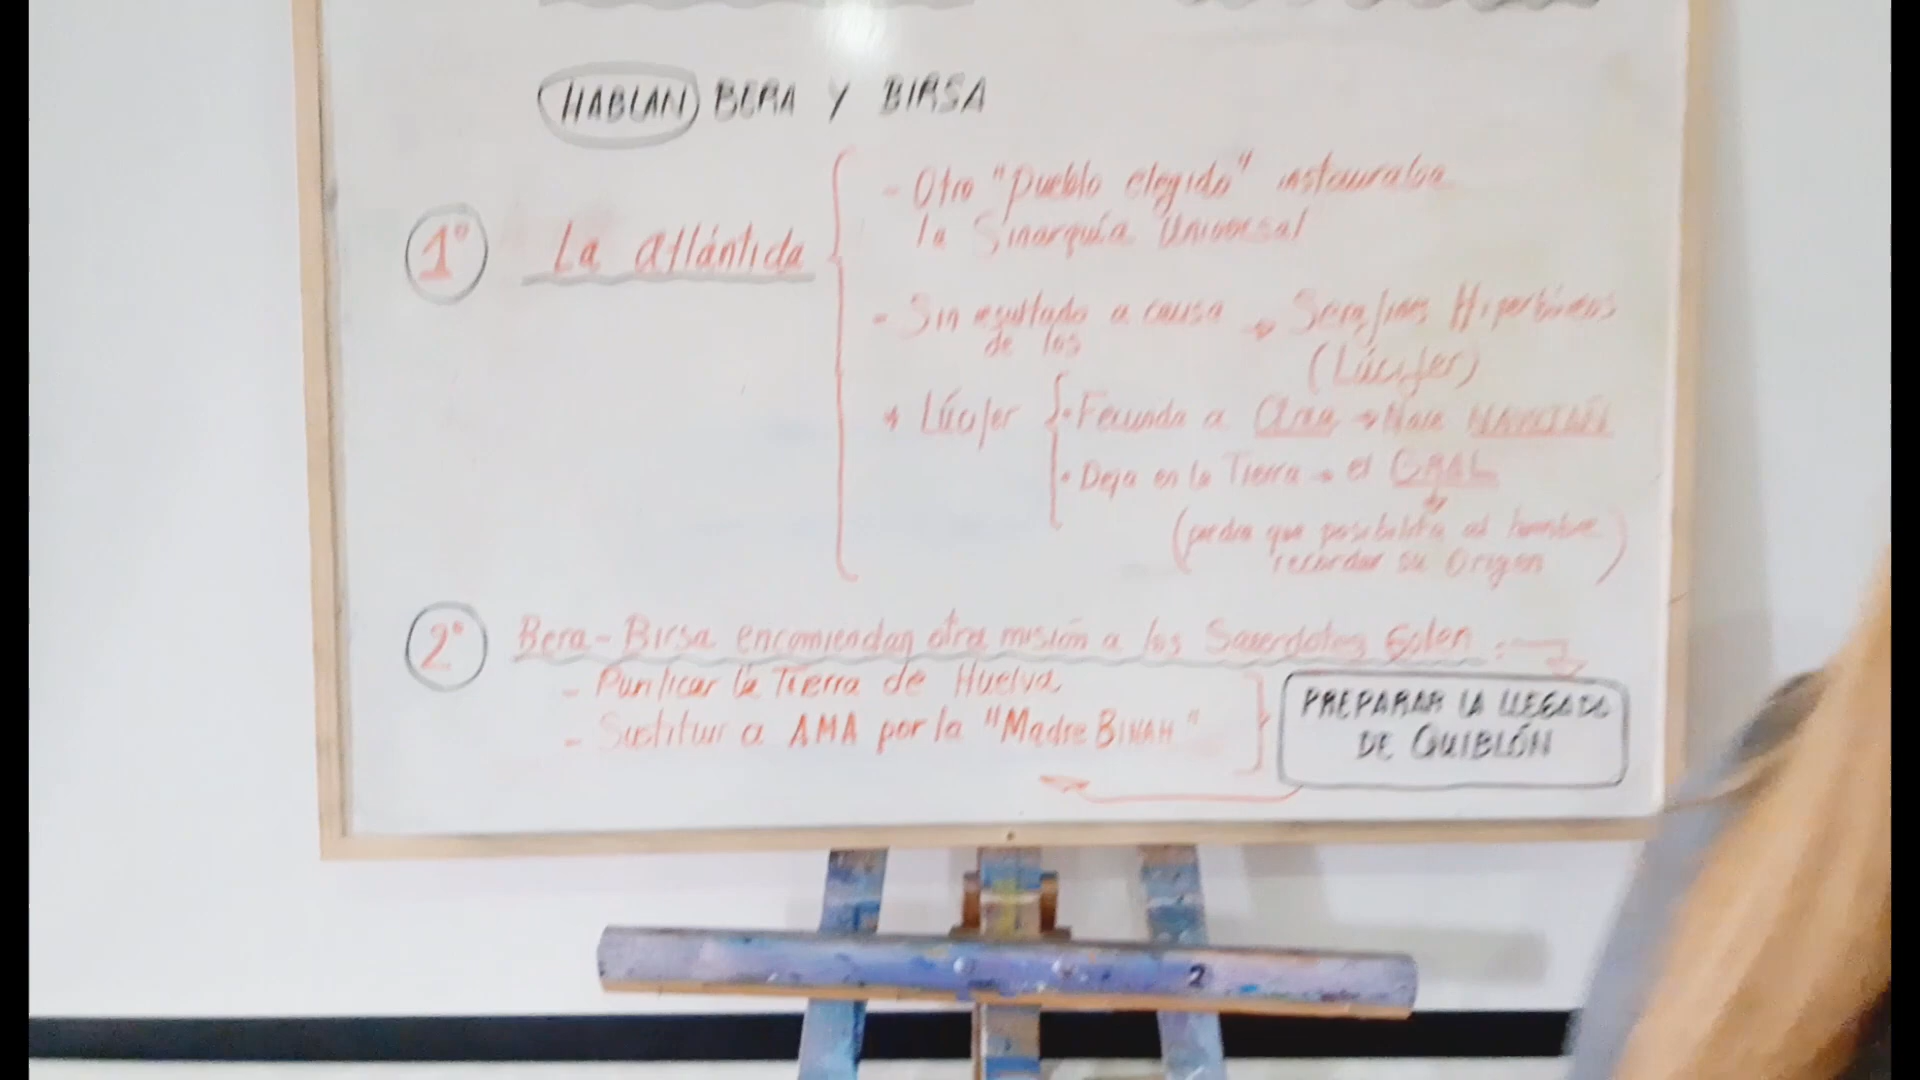 HABLAN BERA Y BIRSA
1° La Atlántida
- Otro "pueblo elegido" instauraba
la Sinarquía Universal
- Sin resultado a causa → Serafines Hiperbóreos
de los
(Lúcifer)
Lúcifer
• Fecunda a → Nace
• Deja en la Tierra → el GRAL
(piedra que posibilita al hombre
recordar su Origen)
2° Bera-Birsa encomiendan otra misión a los Sacerdotes Golen:
- Purificar la Tierra de Huelva
- Sustituir a AMA por la "Madre BINAH"
PREPARAR LA LLEGADA
DE QUIBLÓN
2